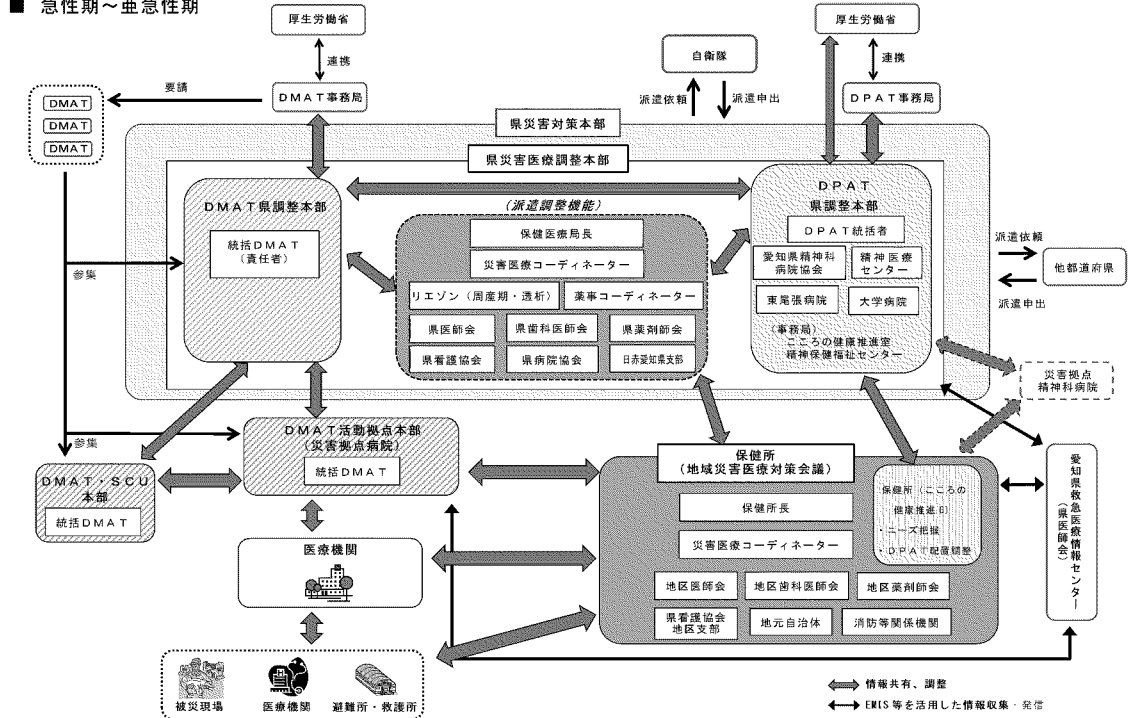 ■ 急性期～亜急性期
厚生労働省
連携
DMAT事務局
要請
DMAT
DMAT
DMAT
自衛隊
派遣依頼
派遣申出
厚生労働省
連携
DPAT事務局
県災害対策本部
県災害医療調整本部
DMAT県調整本部
統括DMAT
（責任者）
参集
（派遣調整機能）
保健医療局長
災害医療コーディネーター
リエゾン（周産期・透析）
薬事コーディネーター
県医師会
県歯科医師会
県薬剤師会
県看護協会
県病院協会
日赤愛知県支部
DPAT
県調整本部
DPAT統括者
愛知県精神科
病院協会
精神医療
センター
東尾張病院
大学病院
（事務局）
こころの健康推進室
精神保健福祉センター
派遣依頼
他都道府県
派遣申出
災害拠点
精神科病院
参集
DMAT・SCU
本部
統括DMAT
DMAT活動拠点本部
（災害拠点病院）
統括DMAT
医療機関
被災現場
医療機関
避難所・救護所
保健所
（地域災害医療対策会議）
保健所長
災害医療コーディネーター
地区医師会
地区歯科医師会
地区薬剤師会
県看護協会
地区支部
地元自治体
消防等関係機関
保健所（こころの
健康推進G）
・ニーズ把握
・DPAT配置調整
愛知県救急医療情報センター
（県医師会）
情報共有、調整
EMIS等を活用した情報収集・発信